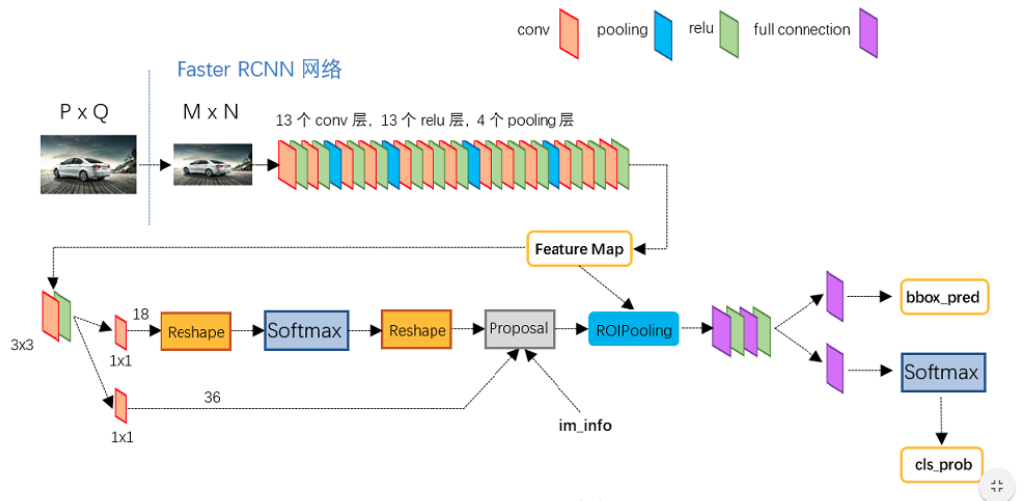 conv
pooling
relu
full connection
Faster RCNN 网络
P x Q
M x N
13 个 conv 层，13 个 relu 层，4 个 pooling 层
Feature Map
3x3
18
1x1
Reshape
Softmax
Reshape
Proposal
ROIPooling
bbox_pred
Softmax
36
1x1
im_info
cls_prob